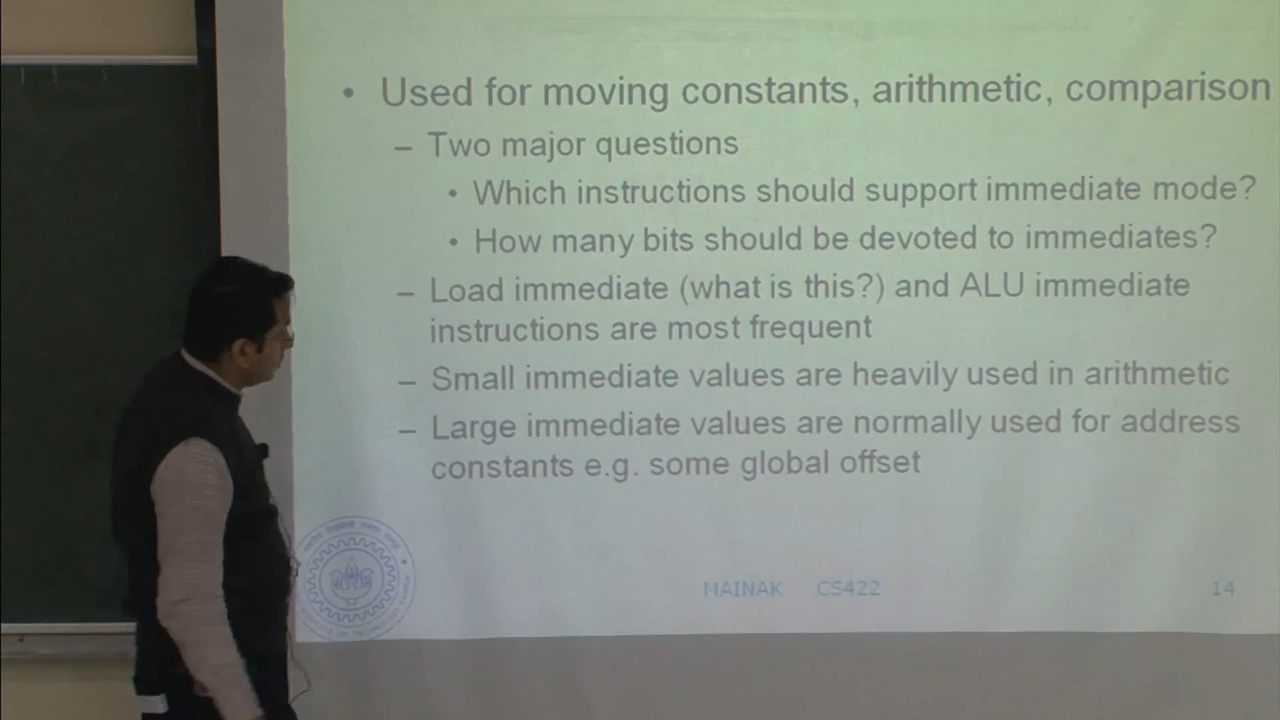 • Used for moving constants, arithmetic, comparison
– Two major questions
• Which instructions should support immediate mode?
• How many bits should be devoted to immediates?
– Load immediate (what is this?) and ALU immediate
instructions are most frequent
– Small immediate values are heavily used in arithmetic
– Large immediate values are normally used for address
constants e.g. some global offset
MAINAK CS422 14